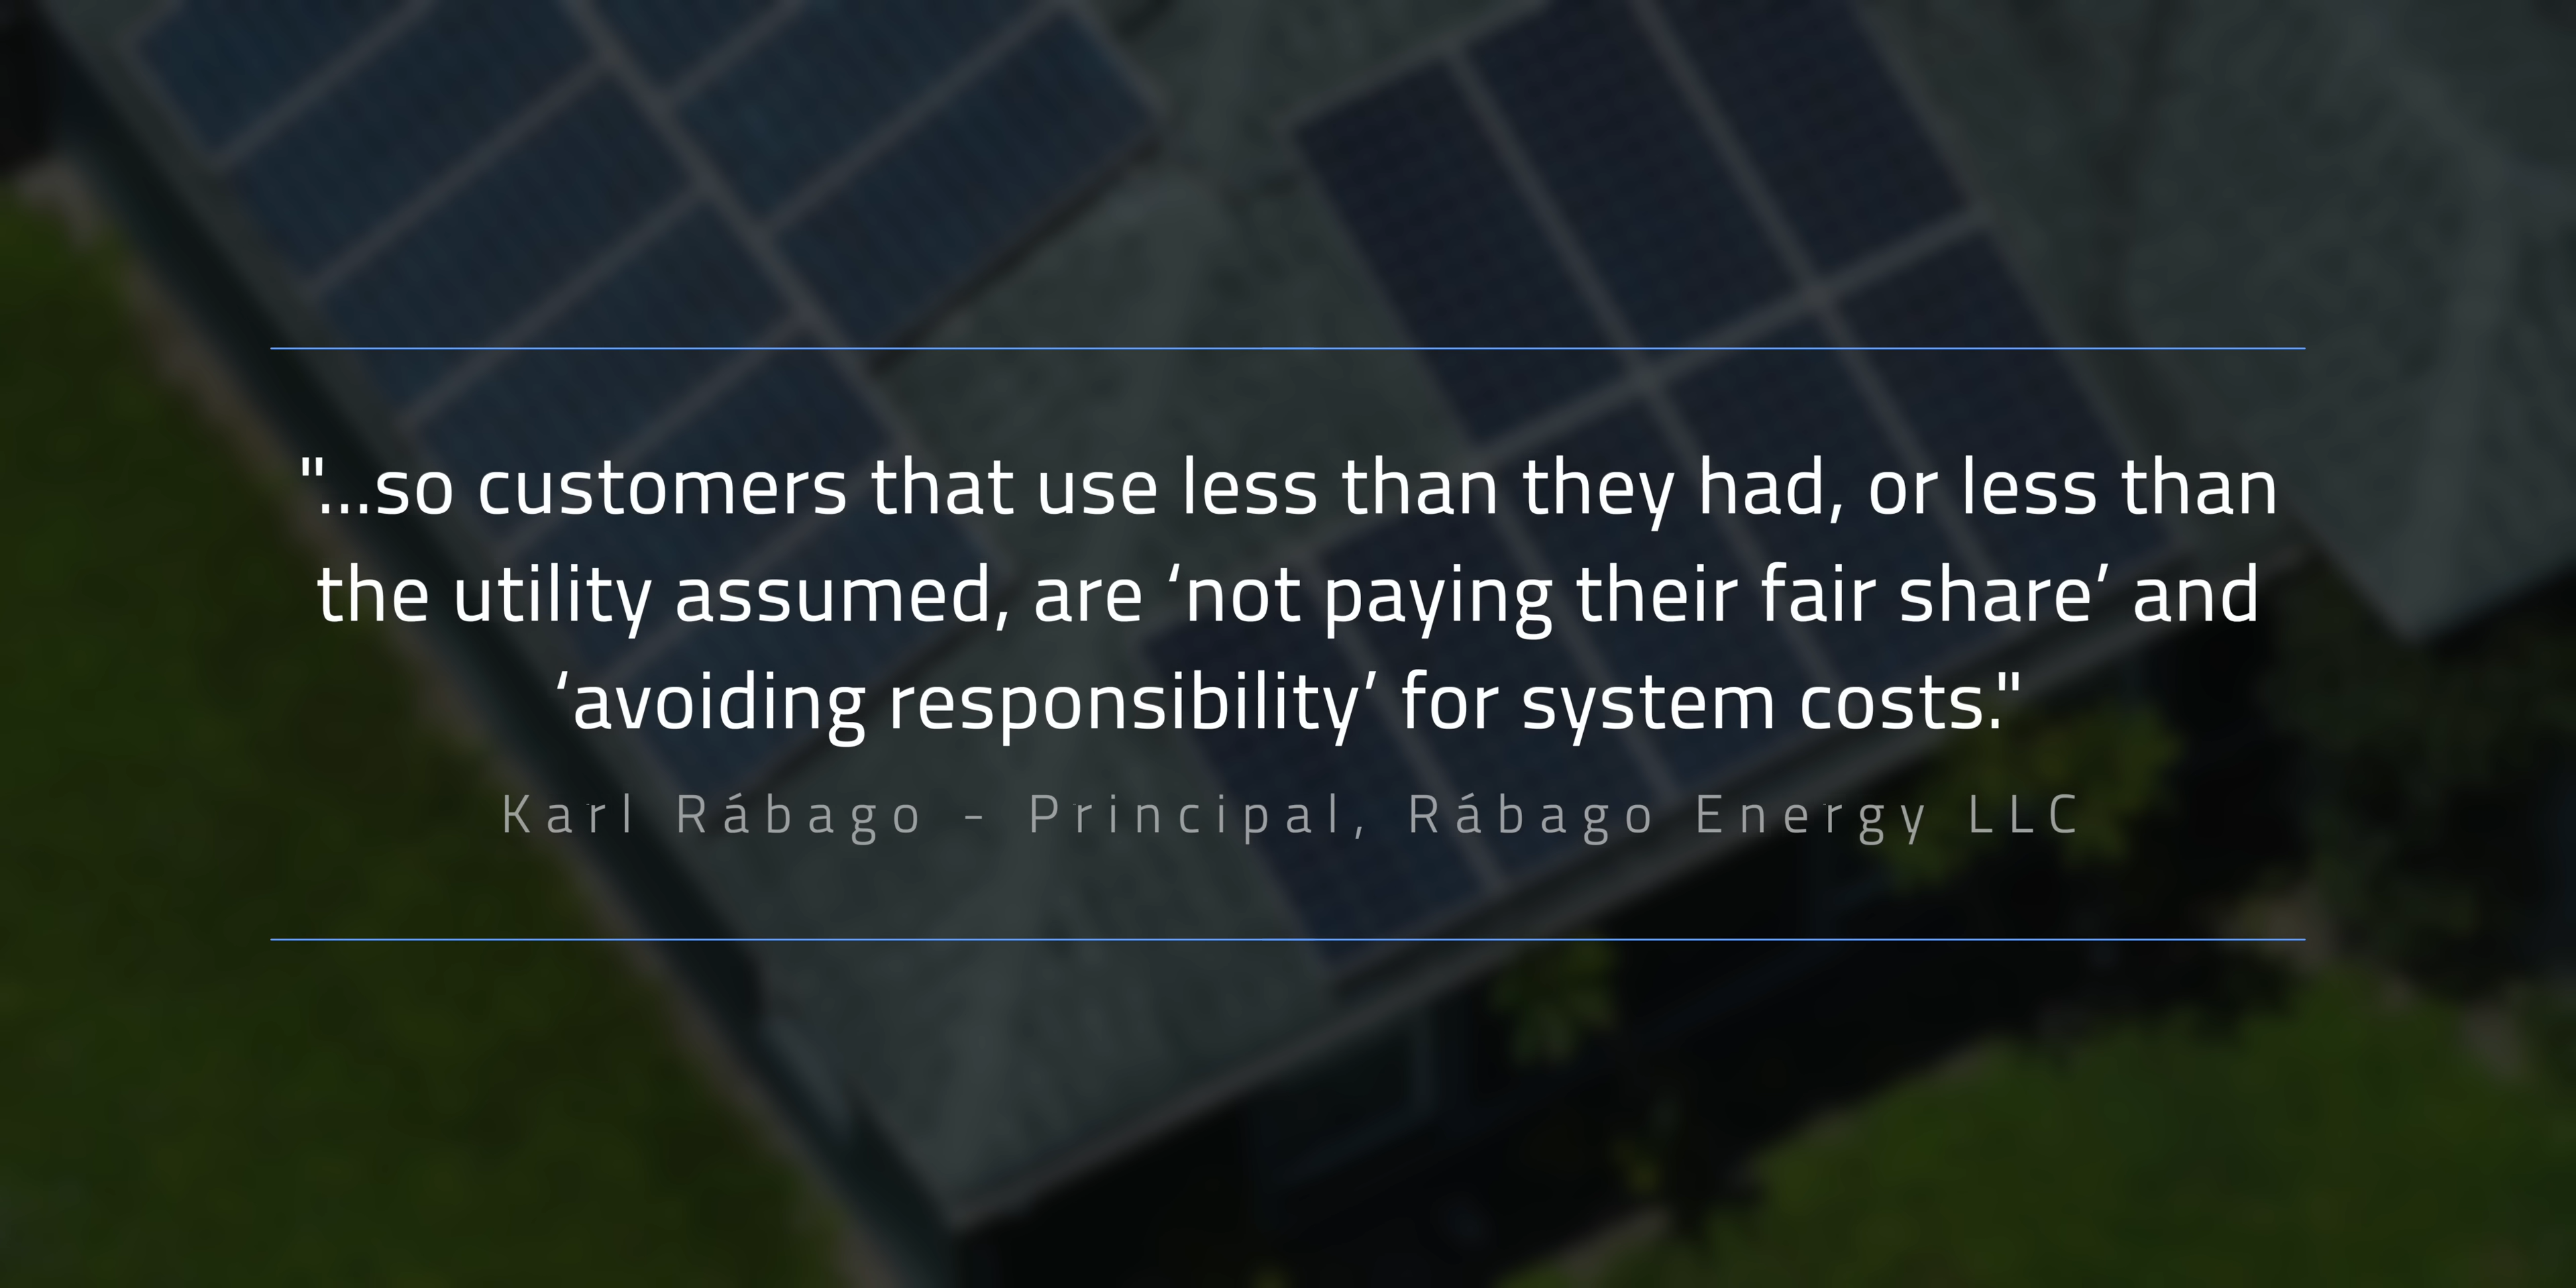 "...so customers that use less than they had, or less than
the utility assumed, are ‘not paying their fair share’ and
‘avoiding responsibility’ for system costs."
Karl Rábago - Principal, Rábago Energy LLC